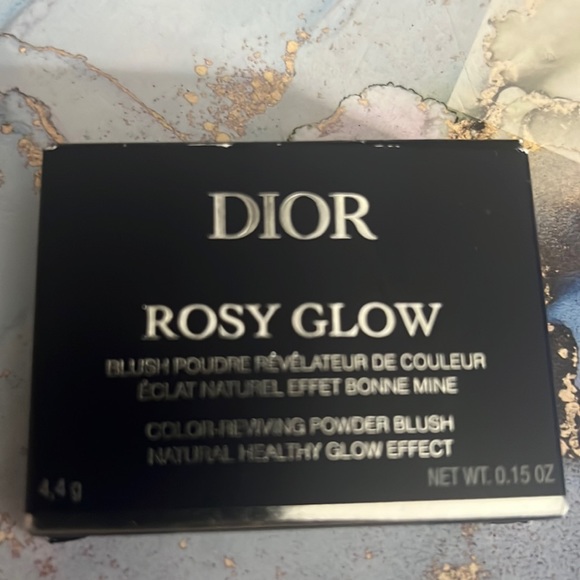 DIOR
ROSY GLOW
BLUSH POUDRE RÉVÉLATEUR DE COULEUR
ÉCLAT NATUREL EFFET BONNE MINE
COLOR-REVIVING POWDER BLUSH
NATURAL HEALTHY GLOW EFFECT
4,4 g NET WT. 0.15 OZ